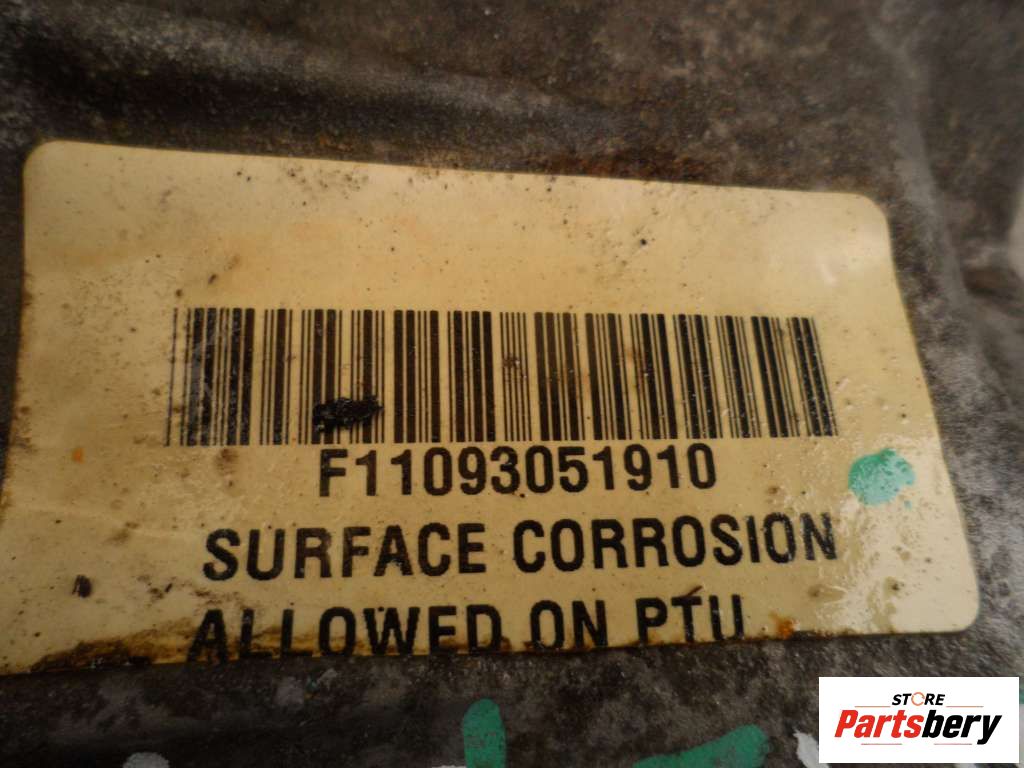 F11093051910
SURFACE CORROSION
ALLOWED ON PTU
STORE
Partsbery